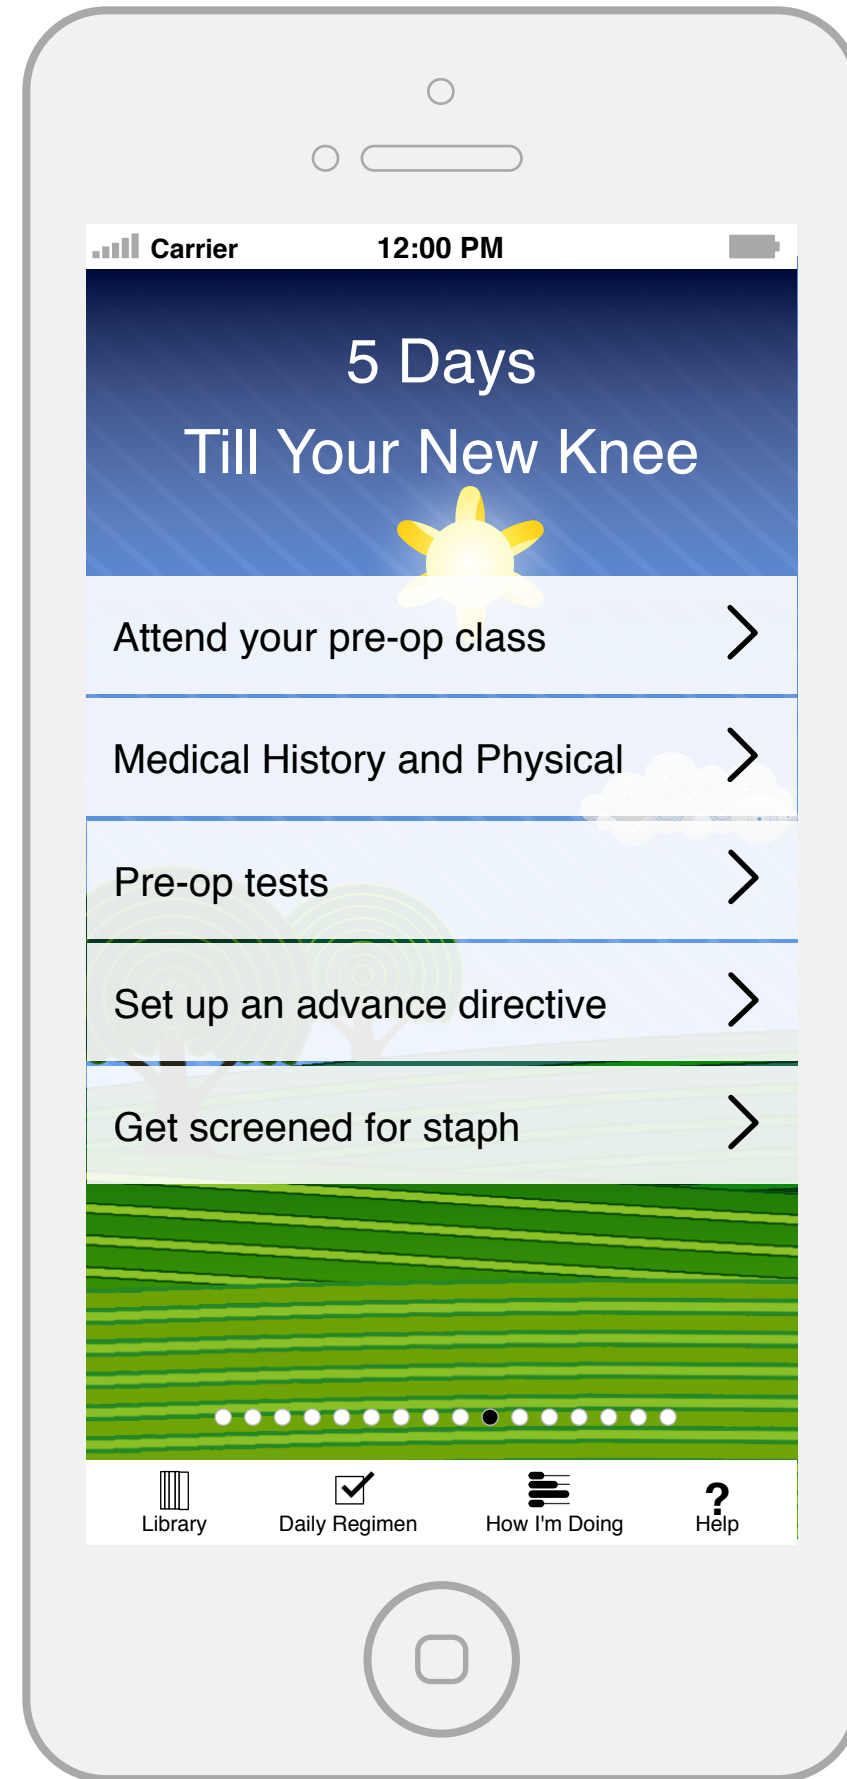 Carrier 12:00 PM
5 Days
Till Your New Knee
Attend your pre-op class
Medical History and Physical
Pre-op tests
Set up an advance directive
Get screened for staph
?
Library Daily Regimen How I'm Doing Help